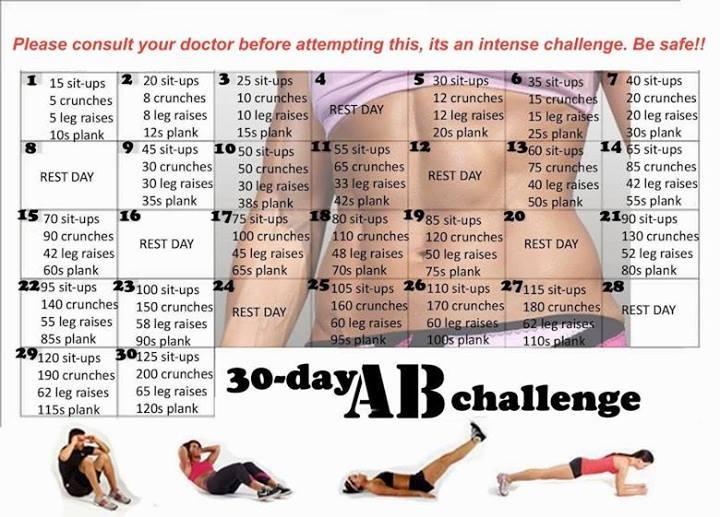 Please consult your doctor before attempting this, its an intense challenge. Be safe!!
1 15 sit-ups
5 crunches
5 leg raises
10s plank
2 20 sit-ups
8 crunches
8 leg raises
12s plank
3 25 sit-ups
10 crunches
10 leg raises
15s plank
4
REST DAY
5 30 sit-ups
12 crunches
12 leg raises
20s plank
6 35 sit-ups
15 crunches
15 leg raises
25s plank
7 40 sit-ups
20 crunches
20 leg raises
30s plank
8
REST DAY
9 45 sit-ups
30 crunches
30 leg raises
35s plank
10 50 sit-ups
50 crunches
30 leg raises
38s plank
11 55 sit-ups
65 crunches
33 leg raises
42s plank
12
REST DAY
13 60 sit-ups
75 crunches
40 leg raises
50s plank
14 65 sit-ups
85 crunches
42 leg raises
55s plank
15 70 sit-ups
90 crunches
42 leg raises
60s plank
16
REST DAY
17 75 sit-ups
100 crunches
45 leg raises
65s plank
18 80 sit-ups
110 crunches
48 leg raises
70s plank
19 85 sit-ups
120 crunches
50 leg raises
75s plank
20
REST DAY
21 90 sit-ups
130 crunches
52 leg raises
80s plank
22 95 sit-ups
140 crunches
55 leg raises
85s plank
23 100 sit-ups
150 crunches
58 leg raises
90s plank
24
REST DAY
25 105 sit-ups
160 crunches
60 leg raises
95s plank
26 110 sit-ups
170 crunches
60 leg raises
100s plank
27 115 sit-ups
180 crunches
62 leg raises
110s plank
28
REST DAY
29 120 sit-ups
190 crunches
62 leg raises
115s plank
30 125 sit-ups
200 crunches
65 leg raises
120s plank
30-day AB challenge